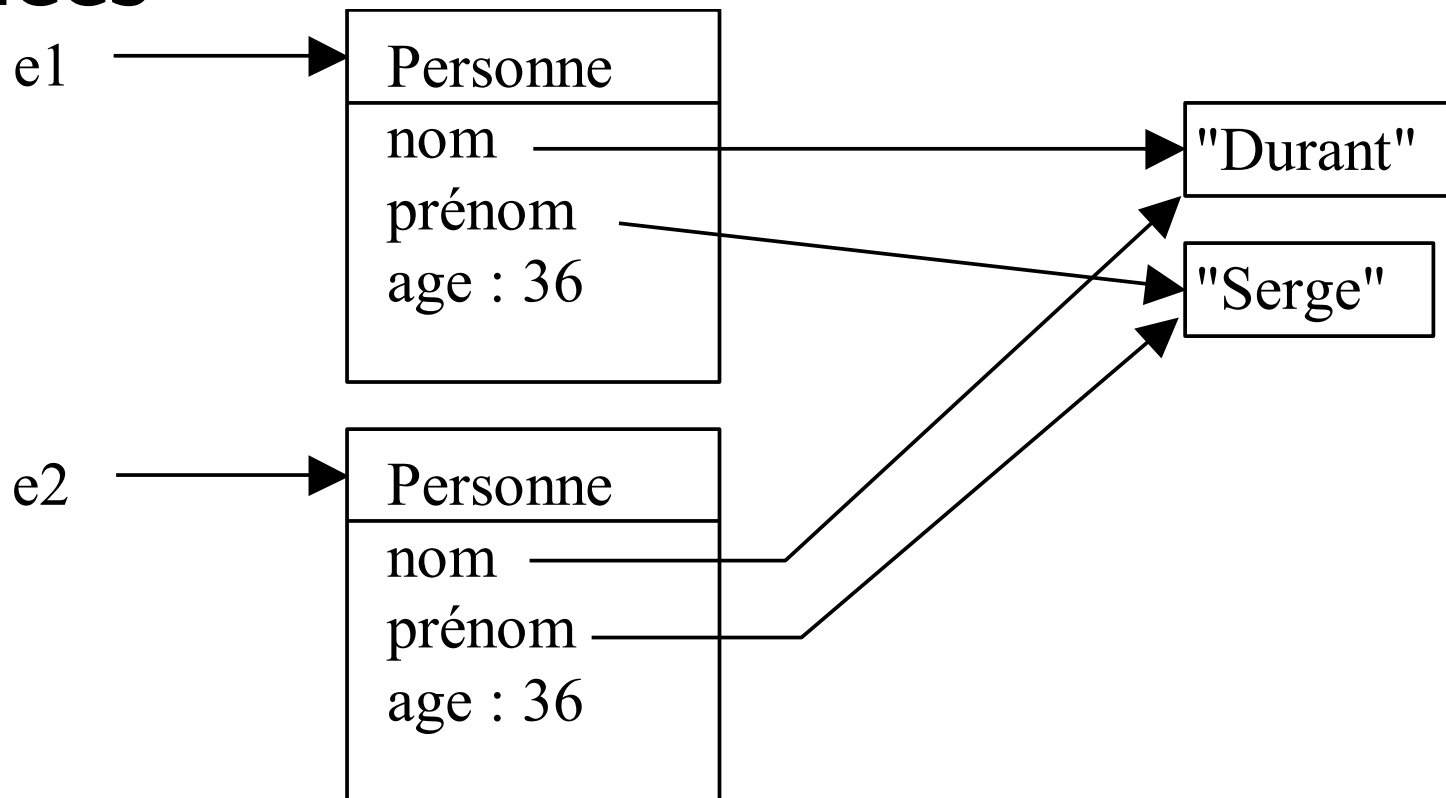 e1
Personne
nom
prénom
age : 36
"Durant"
"Serge"
e2
Personne
nom
prénom
age : 36